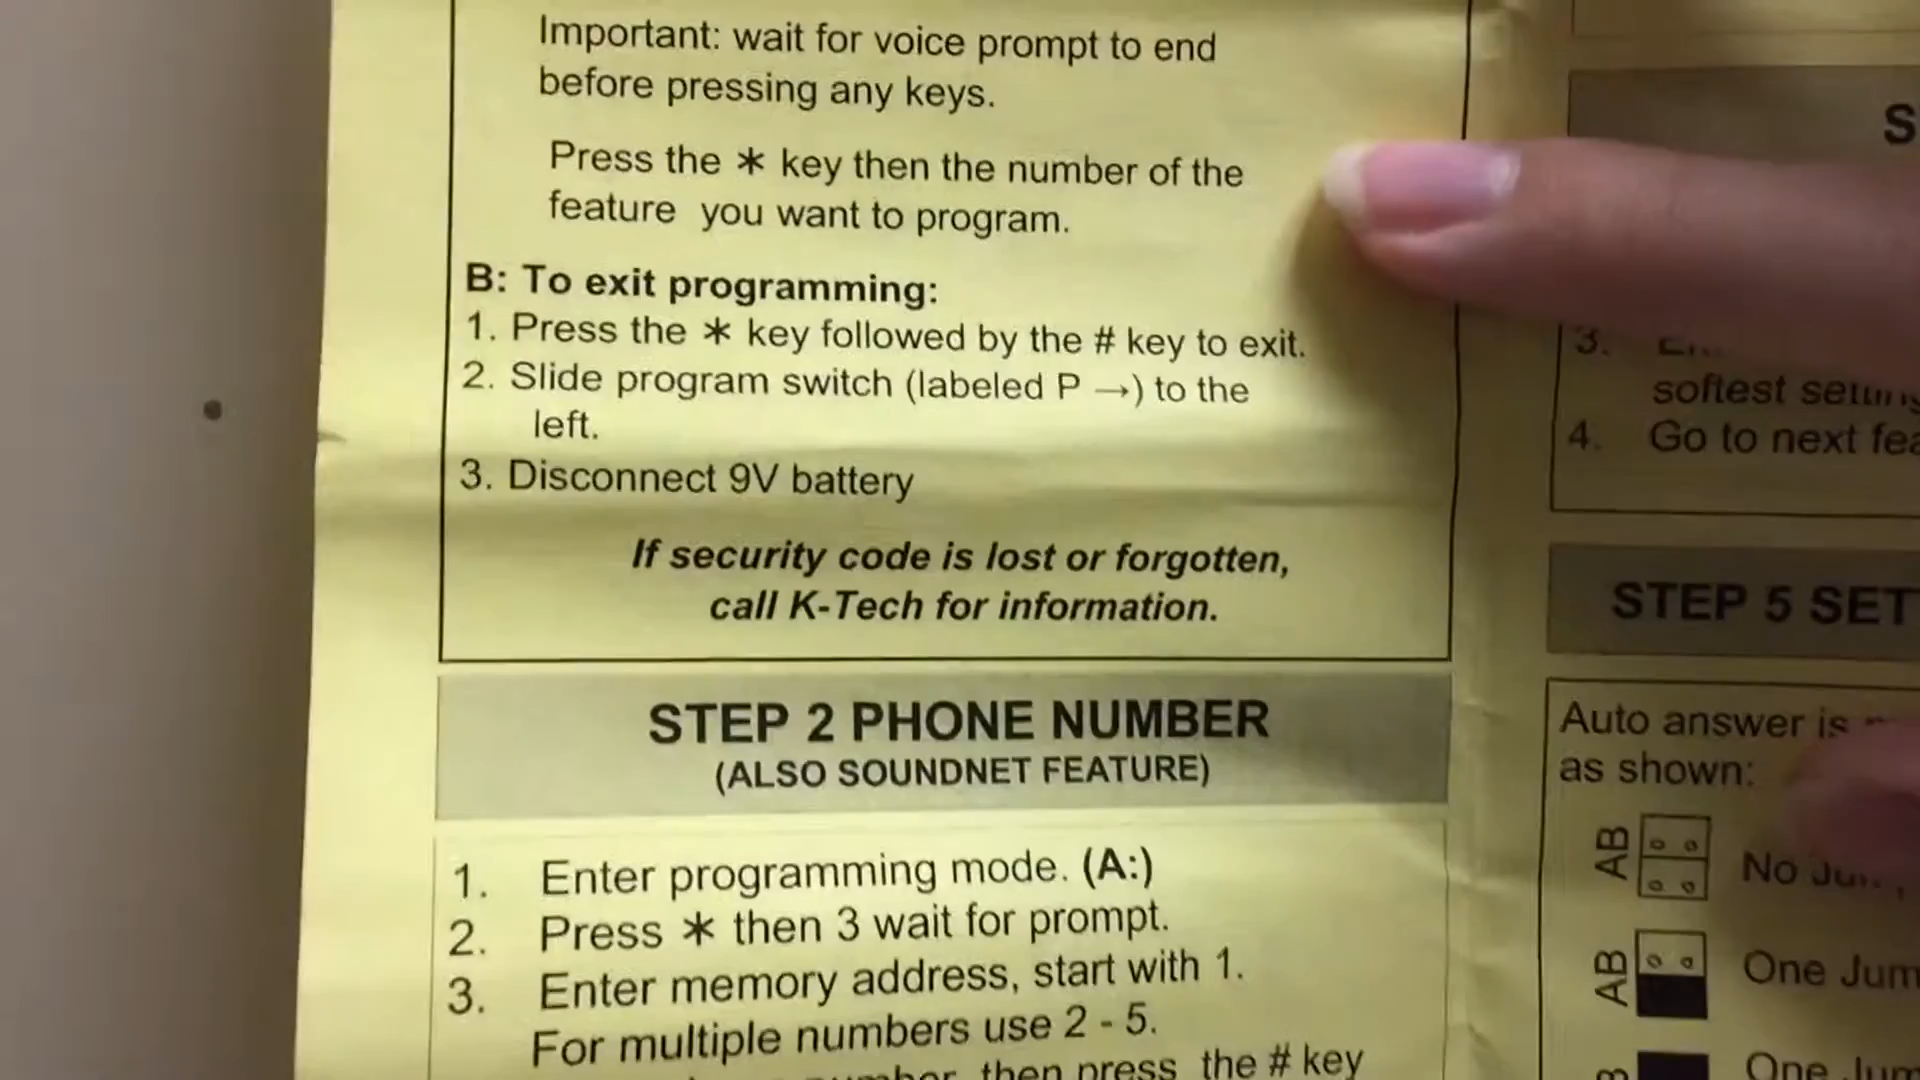 Important: wait for voice prompt to end
before pressing any keys.
Press the * key then the number of the
feature you want to program.
B: To exit programming:
1. Press the * key followed by the # key to exit.
2. Slide program switch (labeled P →) to the
left.
3. Disconnect 9V battery
If security code is lost or forgotten,
call K-Tech for information.
STEP 2 PHONE NUMBER
(ALSO SOUNDNET FEATURE)
1. Enter programming mode. (A:)
2. Press * then 3 wait for prompt.
3. Enter memory address, start with 1.
For multiple numbers use 2 - 5.
then press the # key
S
3.
softest
4. Go to next
STEP 5 SET
Auto answer is
as shown:
AB No
AB One
One